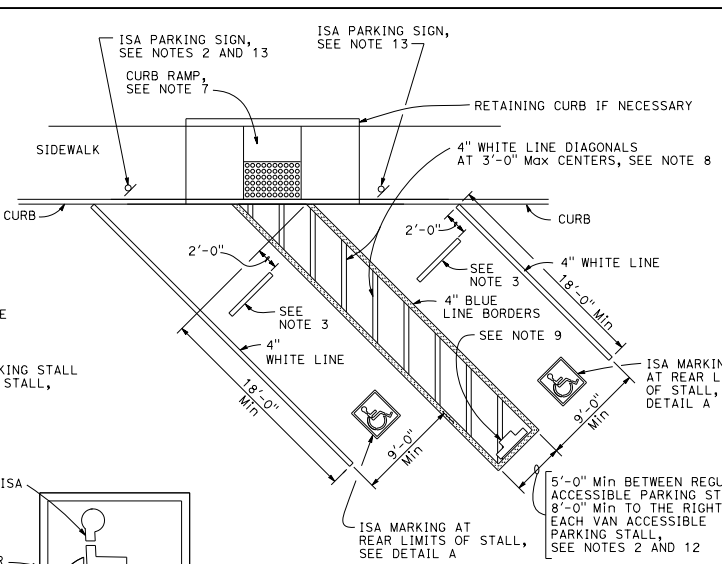 ISA PARKING SIGN,
SEE NOTES 2 AND 13
ISA PARKING SIGN,
SEE NOTE 13
CURB RAMP,
SEE NOTE 7
RETAINING CURB IF NECESSARY
SIDEWALK
4" WHITE LINE DIAGONALS
AT 3'-0" Max CENTERS, SEE NOTE 8
CURB
CURB
2'-0"
2'-0"
4" WHITE LINE
SEE
NOTE 3
18'-0" Min
SEE
NOTE 3
4" BLUE
LINE BORDERS
SEE NOTE 9
4"
WHITE LINE
KING STALL
STALL,
18'-0"
Min
ISA MARKIN
AT REAR L
OF STALL,
DETAIL A
9'-0"
Min
9'-0"
Min
ISA
5'-0" Min BETWEEN REGU
ACCESSIBLE PARKING ST
8'-0" Min TO THE RIGHT
EACH VAN ACCESSIBLE
PARKING STALL,
SEE NOTES 2 AND 12
ISA MARKING AT
REAR LIMITS OF STALL,
SEE DETAIL A